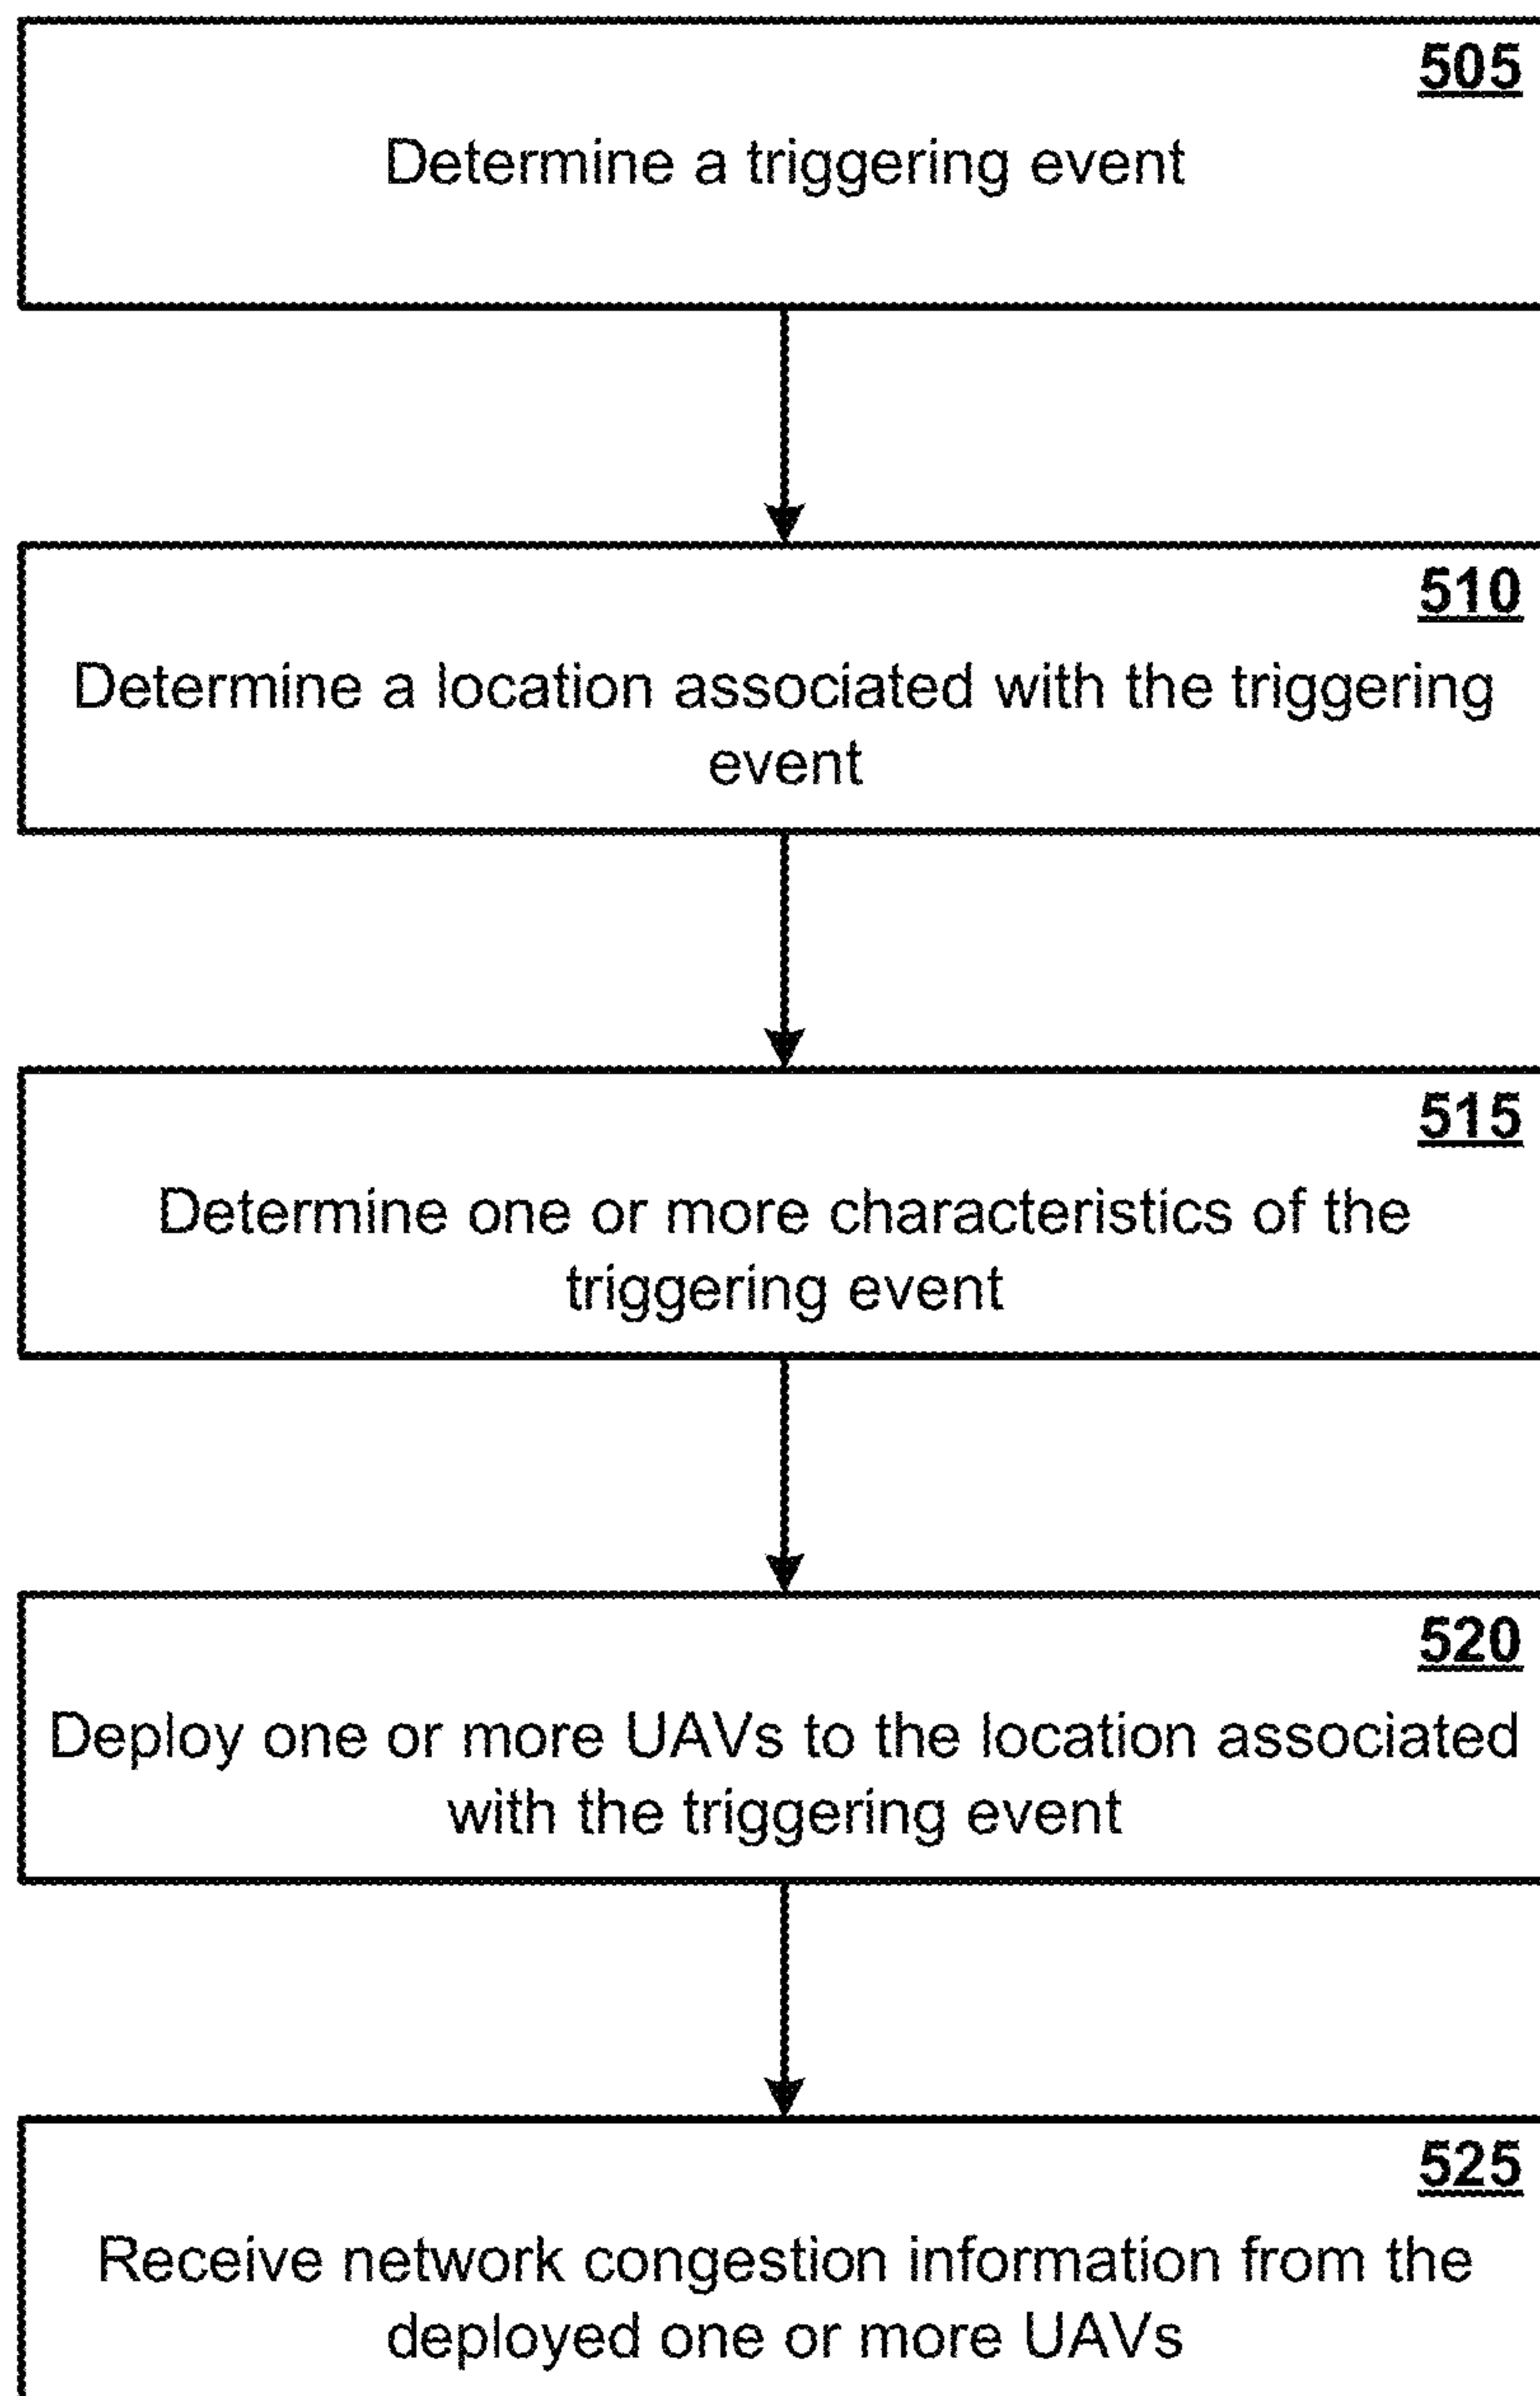 505
Determine a triggering event
510
Determine a location associated with the triggering
event
515
Determine one or more characteristics of the
triggering event
520
Deploy one or more UAVs to the location associated
with the triggering event
525
Receive network congestion information from the
deployed one or more UAVs